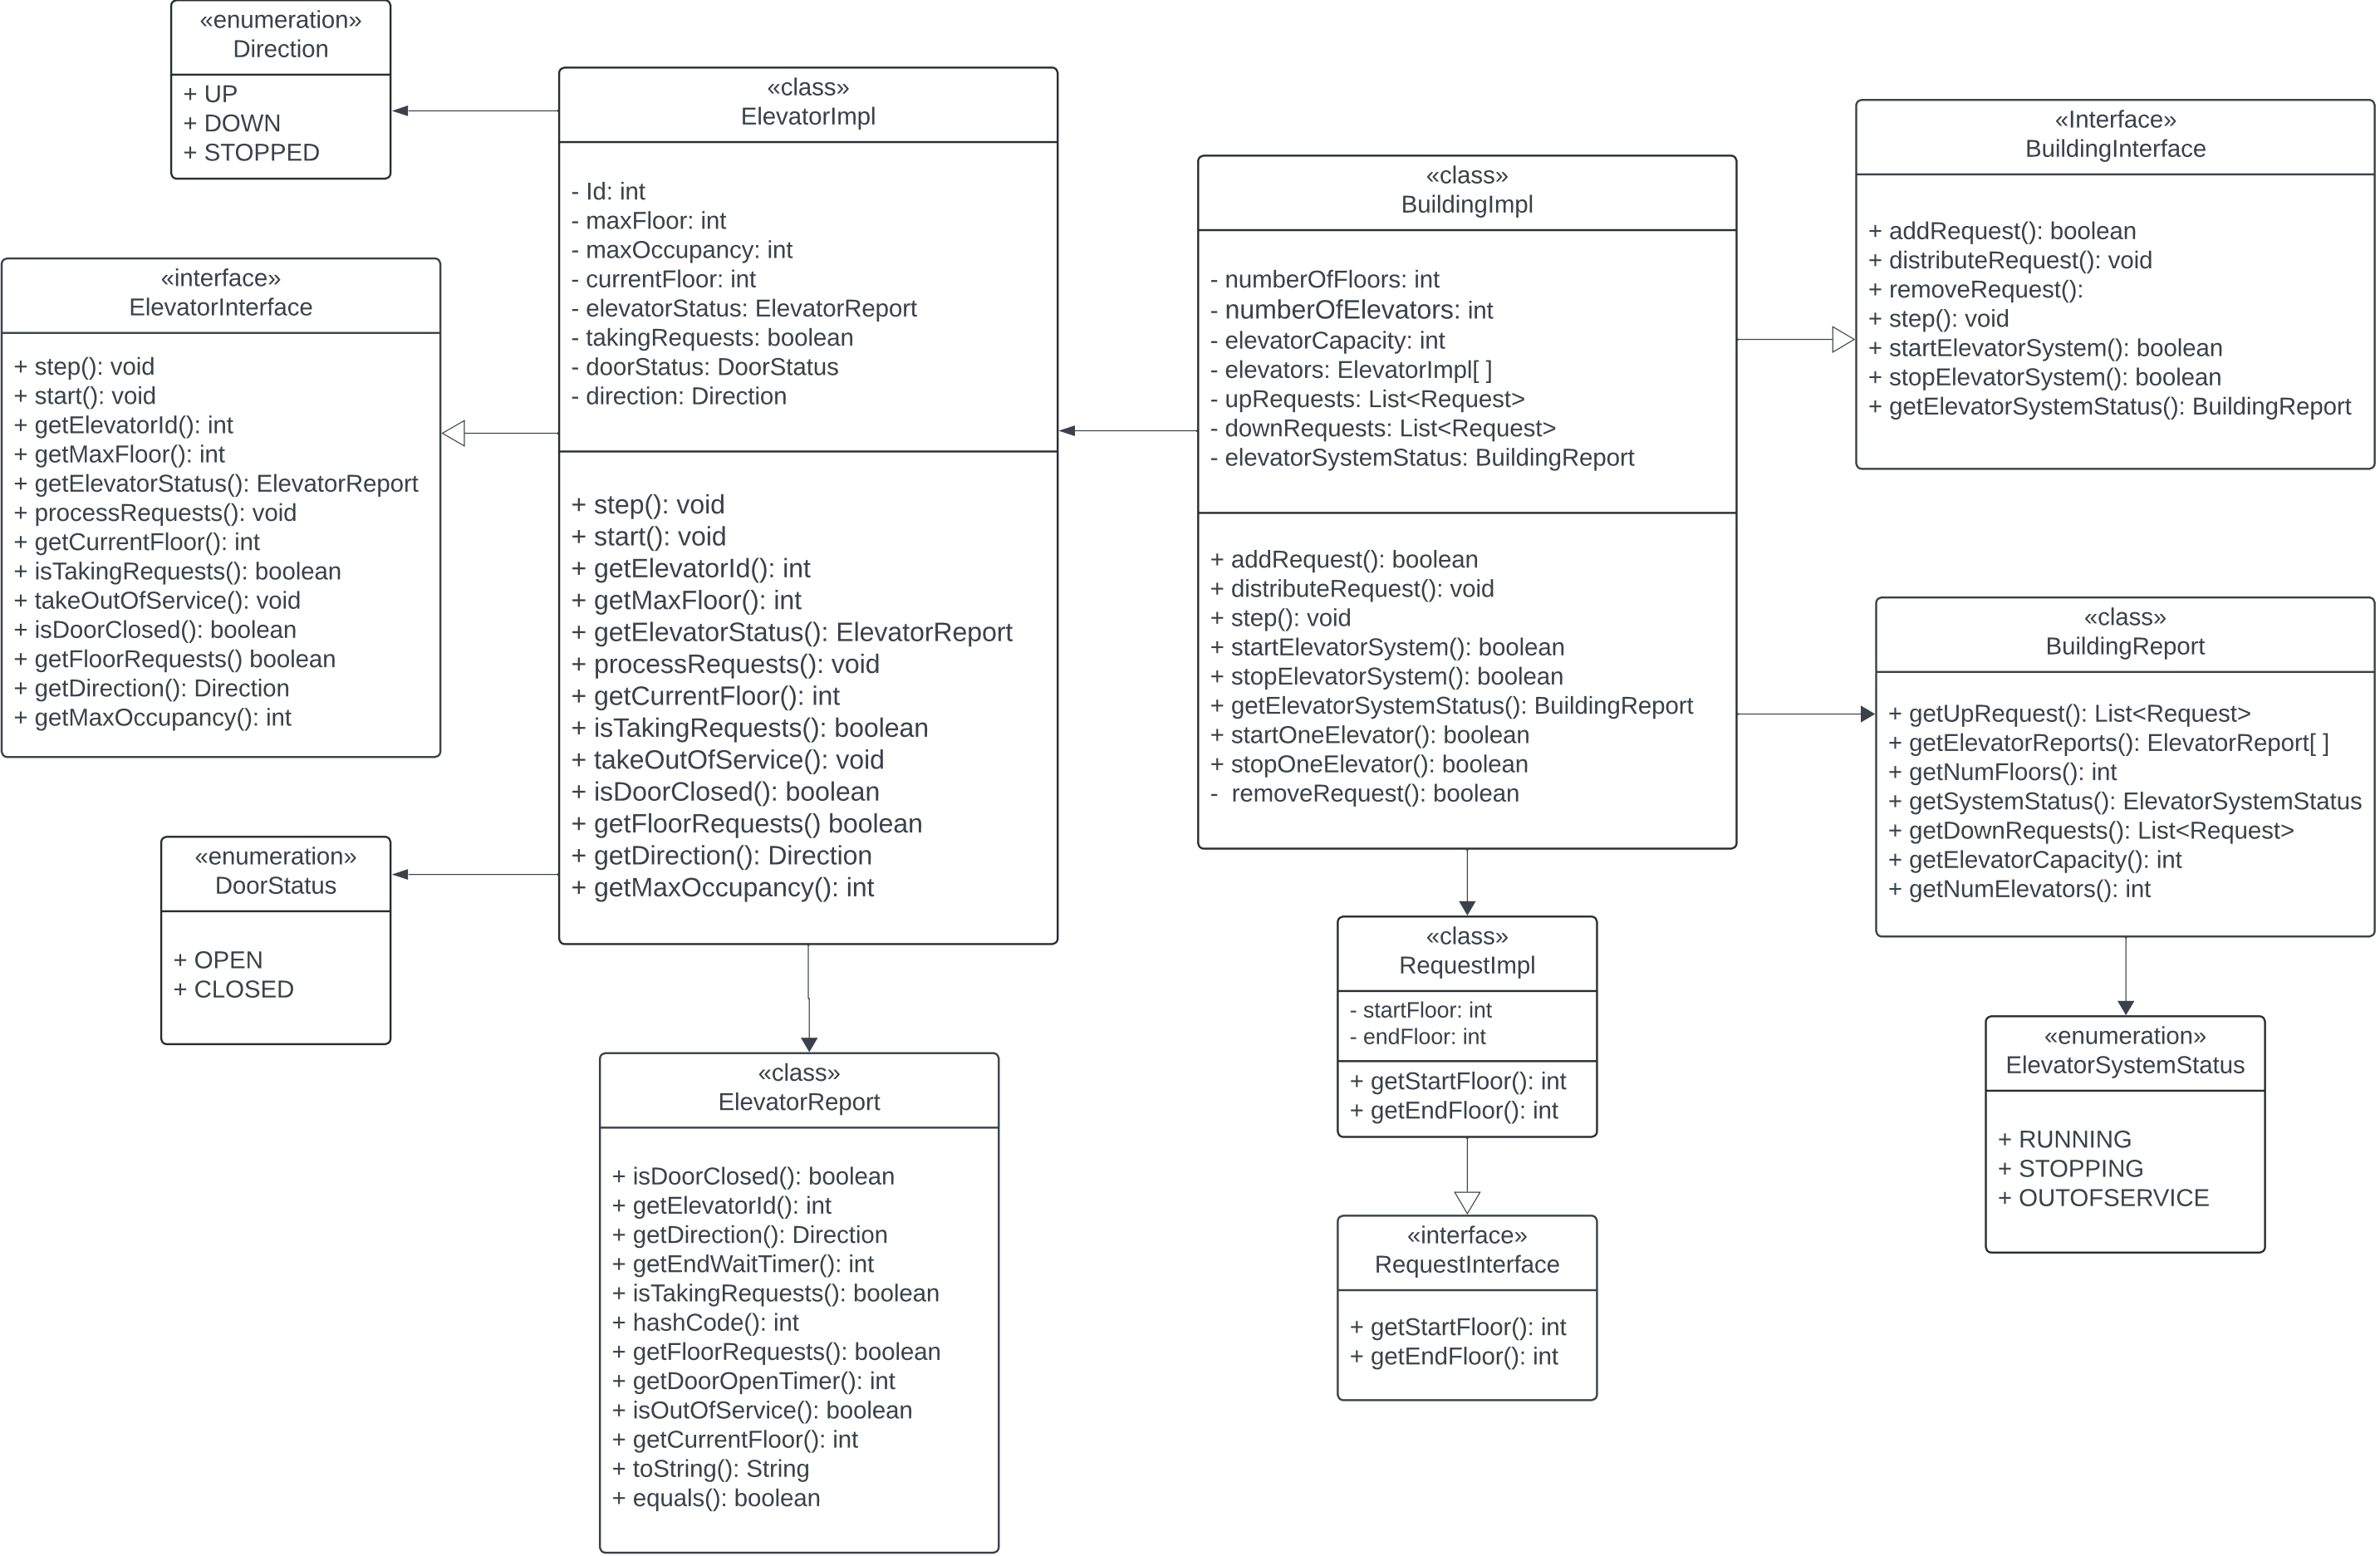 «enumeration»
Direction
+ UP
+ DOWN
+ STOPPED
«interface»
ElevatorInterface
+ step(): void
+ start(): void
+ getElevatorId(): int
+ getMaxFloor(): int
+ getElevatorStatus(): ElevatorReport
+ processRequests(): void
+ getCurrentFloor(): int
+ isTakingRequests(): boolean
+ takeOutOfService(): void
+ isDoorClosed(): boolean
+ getFloorRequests() boolean
+ getDirection(): Direction
+ getMaxOccupancy(): int
«enumeration»
DoorStatus
+ OPEN
+ CLOSED
«class»
ElevatorImpl
- Id: int
- maxFloor: int
- maxOccupancy: int
- currentFloor: int
- elevatorStatus: ElevatorReport
- takingRequests: boolean
- doorStatus: DoorStatus
- direction: Direction
+ step(): void
+ start(): void
+ getElevatorId(): int
+ getMaxFloor(): int
+ getElevatorStatus(): ElevatorReport
+ processRequests(): void
+ getCurrentFloor(): int
+ isTakingRequests(): boolean
+ takeOutOfService(): void
+ isDoorClosed(): boolean
+ getFloorRequests() boolean
+ getDirection(): Direction
+ getMaxOccupancy(): int
«class»
ElevatorReport
+ isDoorClosed(): boolean
+ getElevatorId(): int
+ getDirection(): Direction
+ getEndWaitTimer(): int
+ isTakingRequests(): boolean
+ hashCode(): int
+ getFloorRequests(): boolean
+ getDoorOpenTimer(): int
+ isOutOfService(): boolean
+ getCurrentFloor(): int
+ toString(): String
+ equals(): boolean
«class»
BuildingImpl
- numberOfFloors: int
- numberOfElevators: int
- elevatorCapacity: int
- elevators: ElevatorImpl[ ]
- upRequests: List<Request>
- downRequests: List<Request>
- elevatorSystemStatus: BuildingReport
+ addRequest(): boolean
+ distributeRequest(): void
+ step(): void
+ startElevatorSystem(): boolean
+ stopElevatorSystem(): boolean
+ getElevatorSystemStatus(): BuildingReport
+ startOneElevator(): boolean
+ stopOneElevator(): boolean
- removeRequest(): boolean
«class»
RequestImpl
- startFloor: int
- endFloor: int
+ getStartFloor(): int
+ getEndFloor(): int
«interface»
RequestInterface
+ getStartFloor(): int
+ getEndFloor(): int
«Interface»
BuildingInterface
+ addRequest(): boolean
+ distributeRequest(): void
+ removeRequest():
+ step(): void
+ startElevatorSystem(): boolean
+ stopElevatorSystem(): boolean
+ getElevatorSystemStatus(): BuildingReport
«class»
BuildingReport
+ getUpRequest(): List<Request>
+ getElevatorReports(): ElevatorReport[ ]
+ getNumFloors(): int
+ getSystemStatus(): ElevatorSystemStatus
+ getDownRequests(): List<Request>
+ getElevatorCapacity(): int
+ getNumElevators(): int
«enumeration»
ElevatorSystemStatus
+ RUNNING
+ STOPPING
+ OUTOFSERVICE